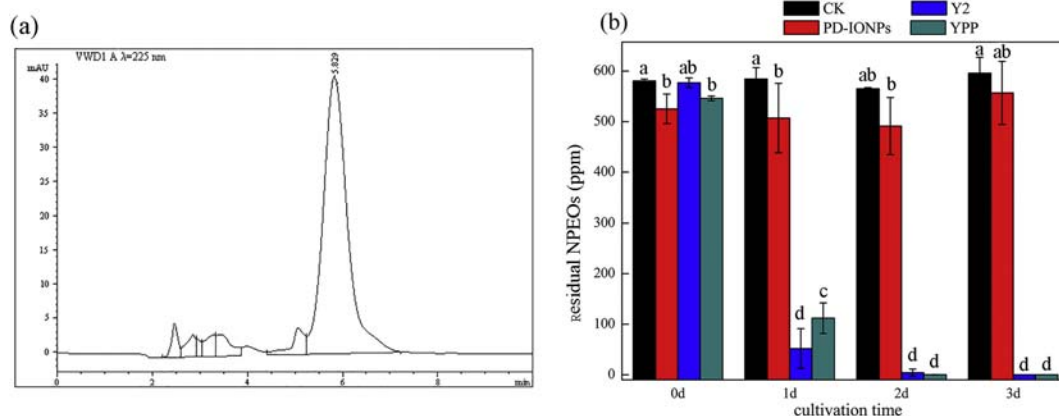 (a)
VWD1 A λ=225 nm
mAU
40
35
30
25
20
15
10
5
0
5.829
0
2
4
6
8
min
(b)
CK
Y2
PD-IONPs
YPP
Residual NPEOs (ppm)
600
500
400
300
200
100
0
a
b
ab
b
a
b
d
c
ab
b
d
d
a
ab
d
d
0d
1d
2d
3d
cultivation time